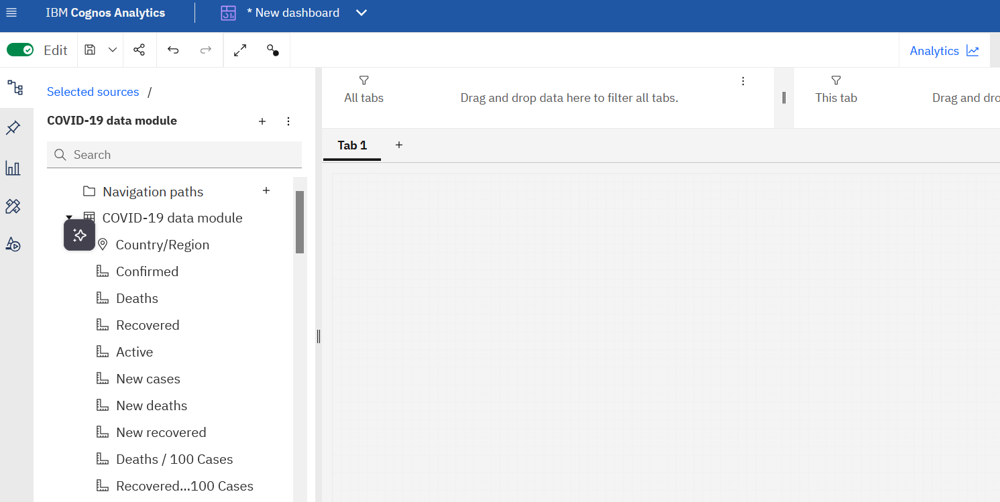 IBM Cognos Analytics
* New dashboard
Edit
Analytics
Selected sources /
COVID-19 data module
Search
Navigation paths
COVID-19 data module
Country/Region
Confirmed
Deaths
Recovered
Active
New cases
New deaths
New recovered
Deaths / 100 Cases
Recovered...100 Cases
All tabs
Drag and drop data here to filter all tabs.
This tab
Drag and dro
Tab 1